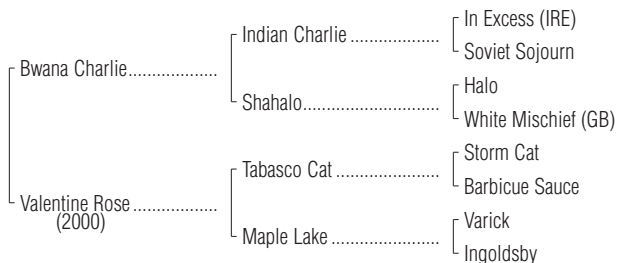 In Excess (IRE)
Indian Charlie
Soviet Sojourn
Bwana Charlie....................
Halo
Shahalo..............................
White Mischief (GB)
Storm Cat
Tabasco Cat .......................
Barbicue Sauce
Valentine Rose ...................
(2000)
Varick
Maple Lake ........................
Ingoldsby